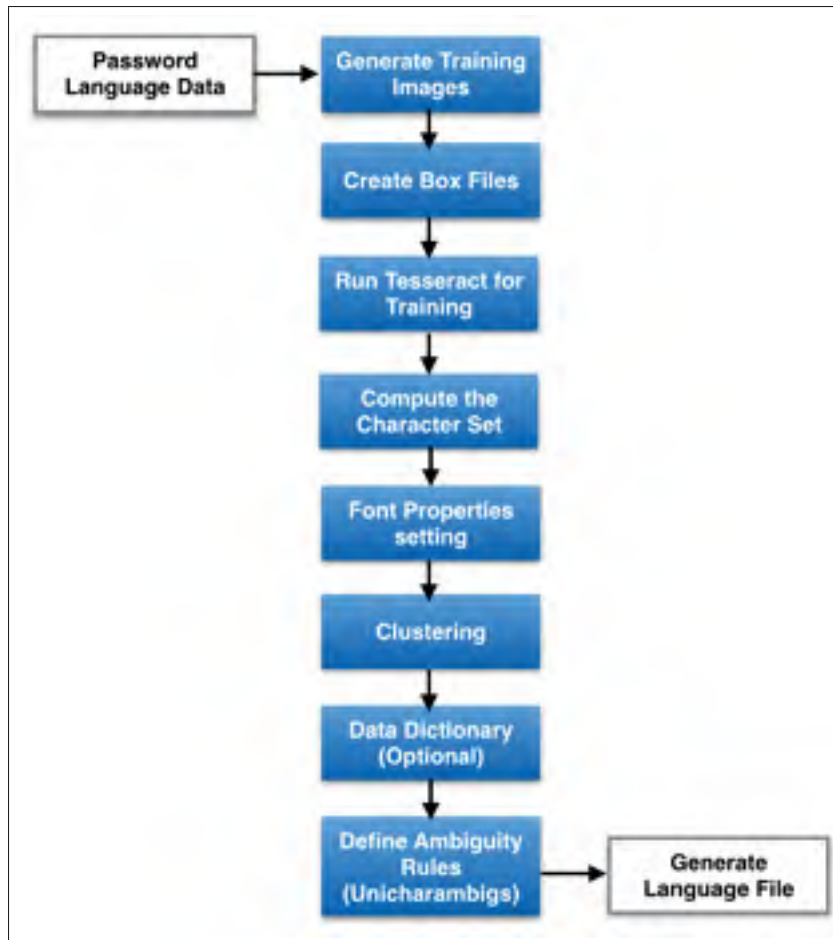 Password
Language Data
Generate Training
Images
Create Box Files
Run Tesseract for
Training
Compute the
Character Set
Font Properties
setting
Clustering
Data Dictionary
(Optional)
Define Ambiguity
Rules
(Unicharambigs)
Generate
Language File